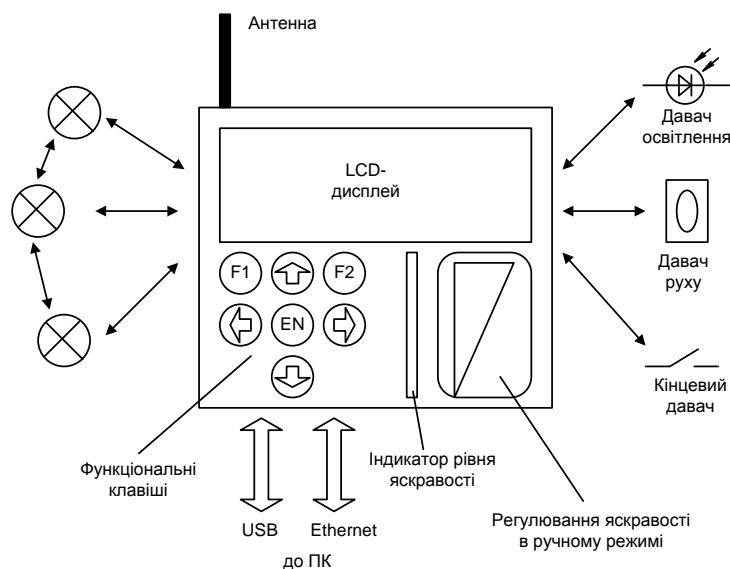 Антенна
LCD-
дисплей
F1
F2
EN
Давач
освітлення
Давач
руху
Кінцевий
давач
Функціональні
клавіші
Індикатор рівня
яскравості
Регулювання яскравості
в ручному режимі
USB
Ethernet
до ПК